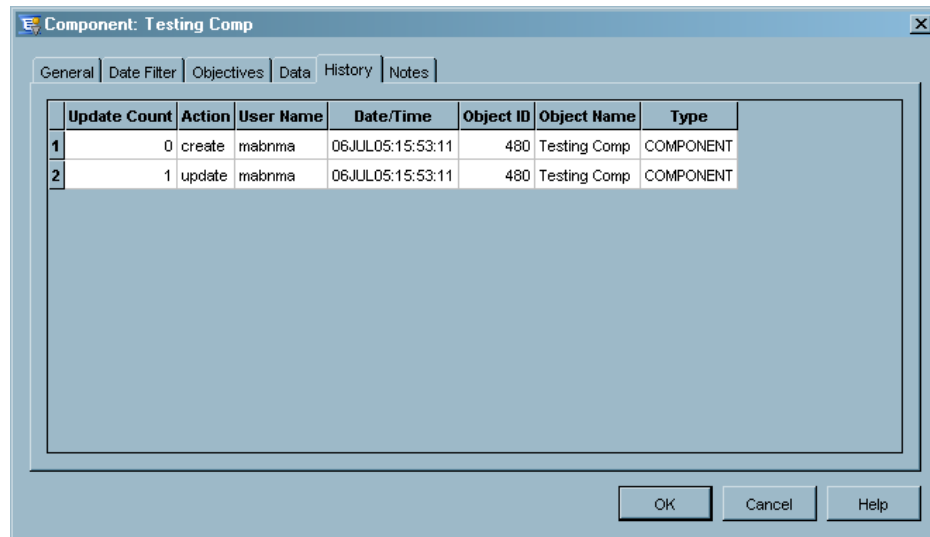 Component: Testing Comp
General Date Filter Objectives Data History Notes
Update Count Action User Name Date/Time Object ID Object Name Type
1 0 create mabnma 06JUL05:15:53:11 480 Testing Comp COMPONENT
2 1 update mabnma 06JUL05:15:53:11 480 Testing Comp COMPONENT
OK Cancel Help